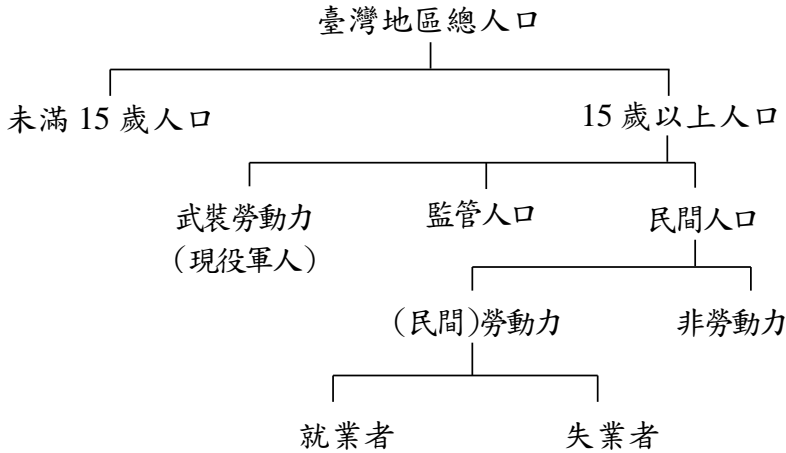 臺灣地區總人口
未滿 15 歲人口
15 歲以上人口
武裝勞動力
(現役軍人)
監管人口
民間人口
(民間)勞動力
非勞動力
就業者
失業者